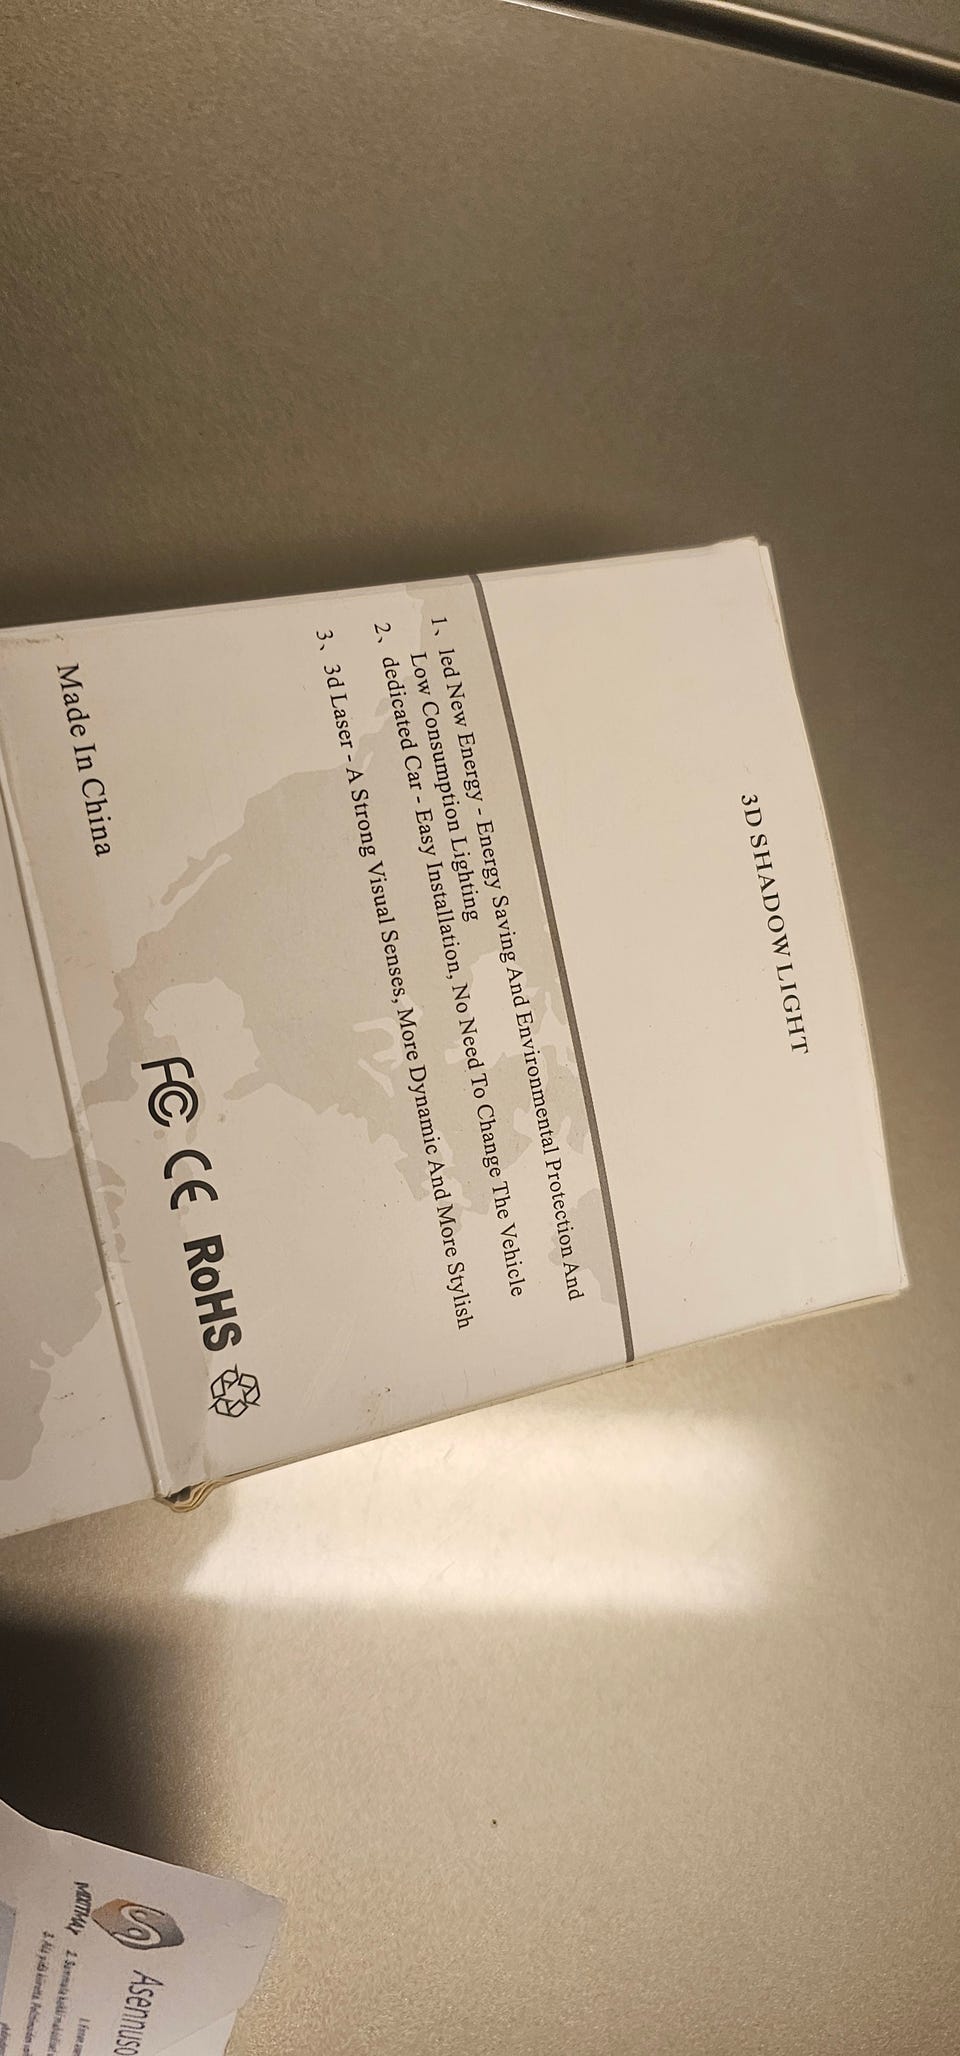 3D SHADOW LIGHT
1、led New Energy - Energy Saving And Environmental Protection And
Low Consumption Lighting
2、dedicated Car - Easy Installation, No Need To Change The Vehicle
3、3d Laser - A Strong Visual Senses, More Dynamic And More Stylish
FC CE RoHS
Made In China
Asennuso